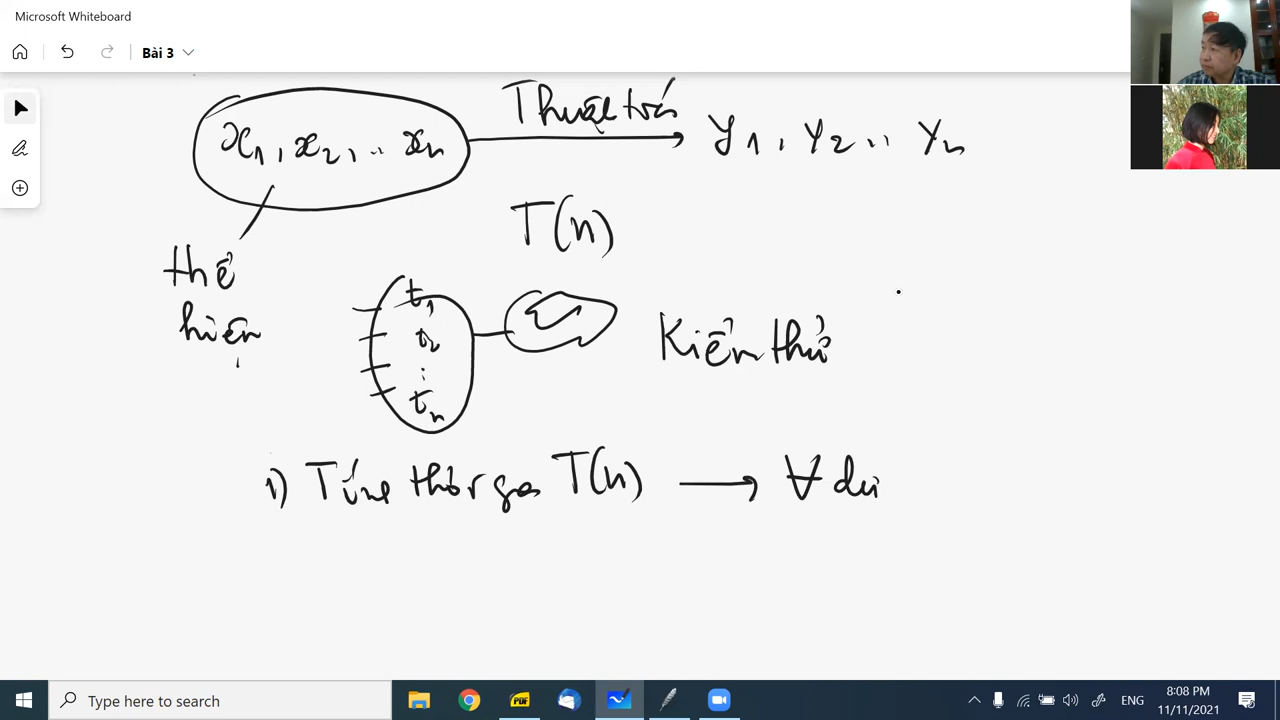 Microsoft Whiteboard
Bài 3
Thuật toán
x1, x2, .. xn
y1, y2 .. yn
T(n)
thể
hiện
t1
t2
⋮
tn
Kiểm thử
1) Tính thời gian T(n) → ∀ dữ
Type here to search
PDF
ENG
8:08 PM
11/11/2021